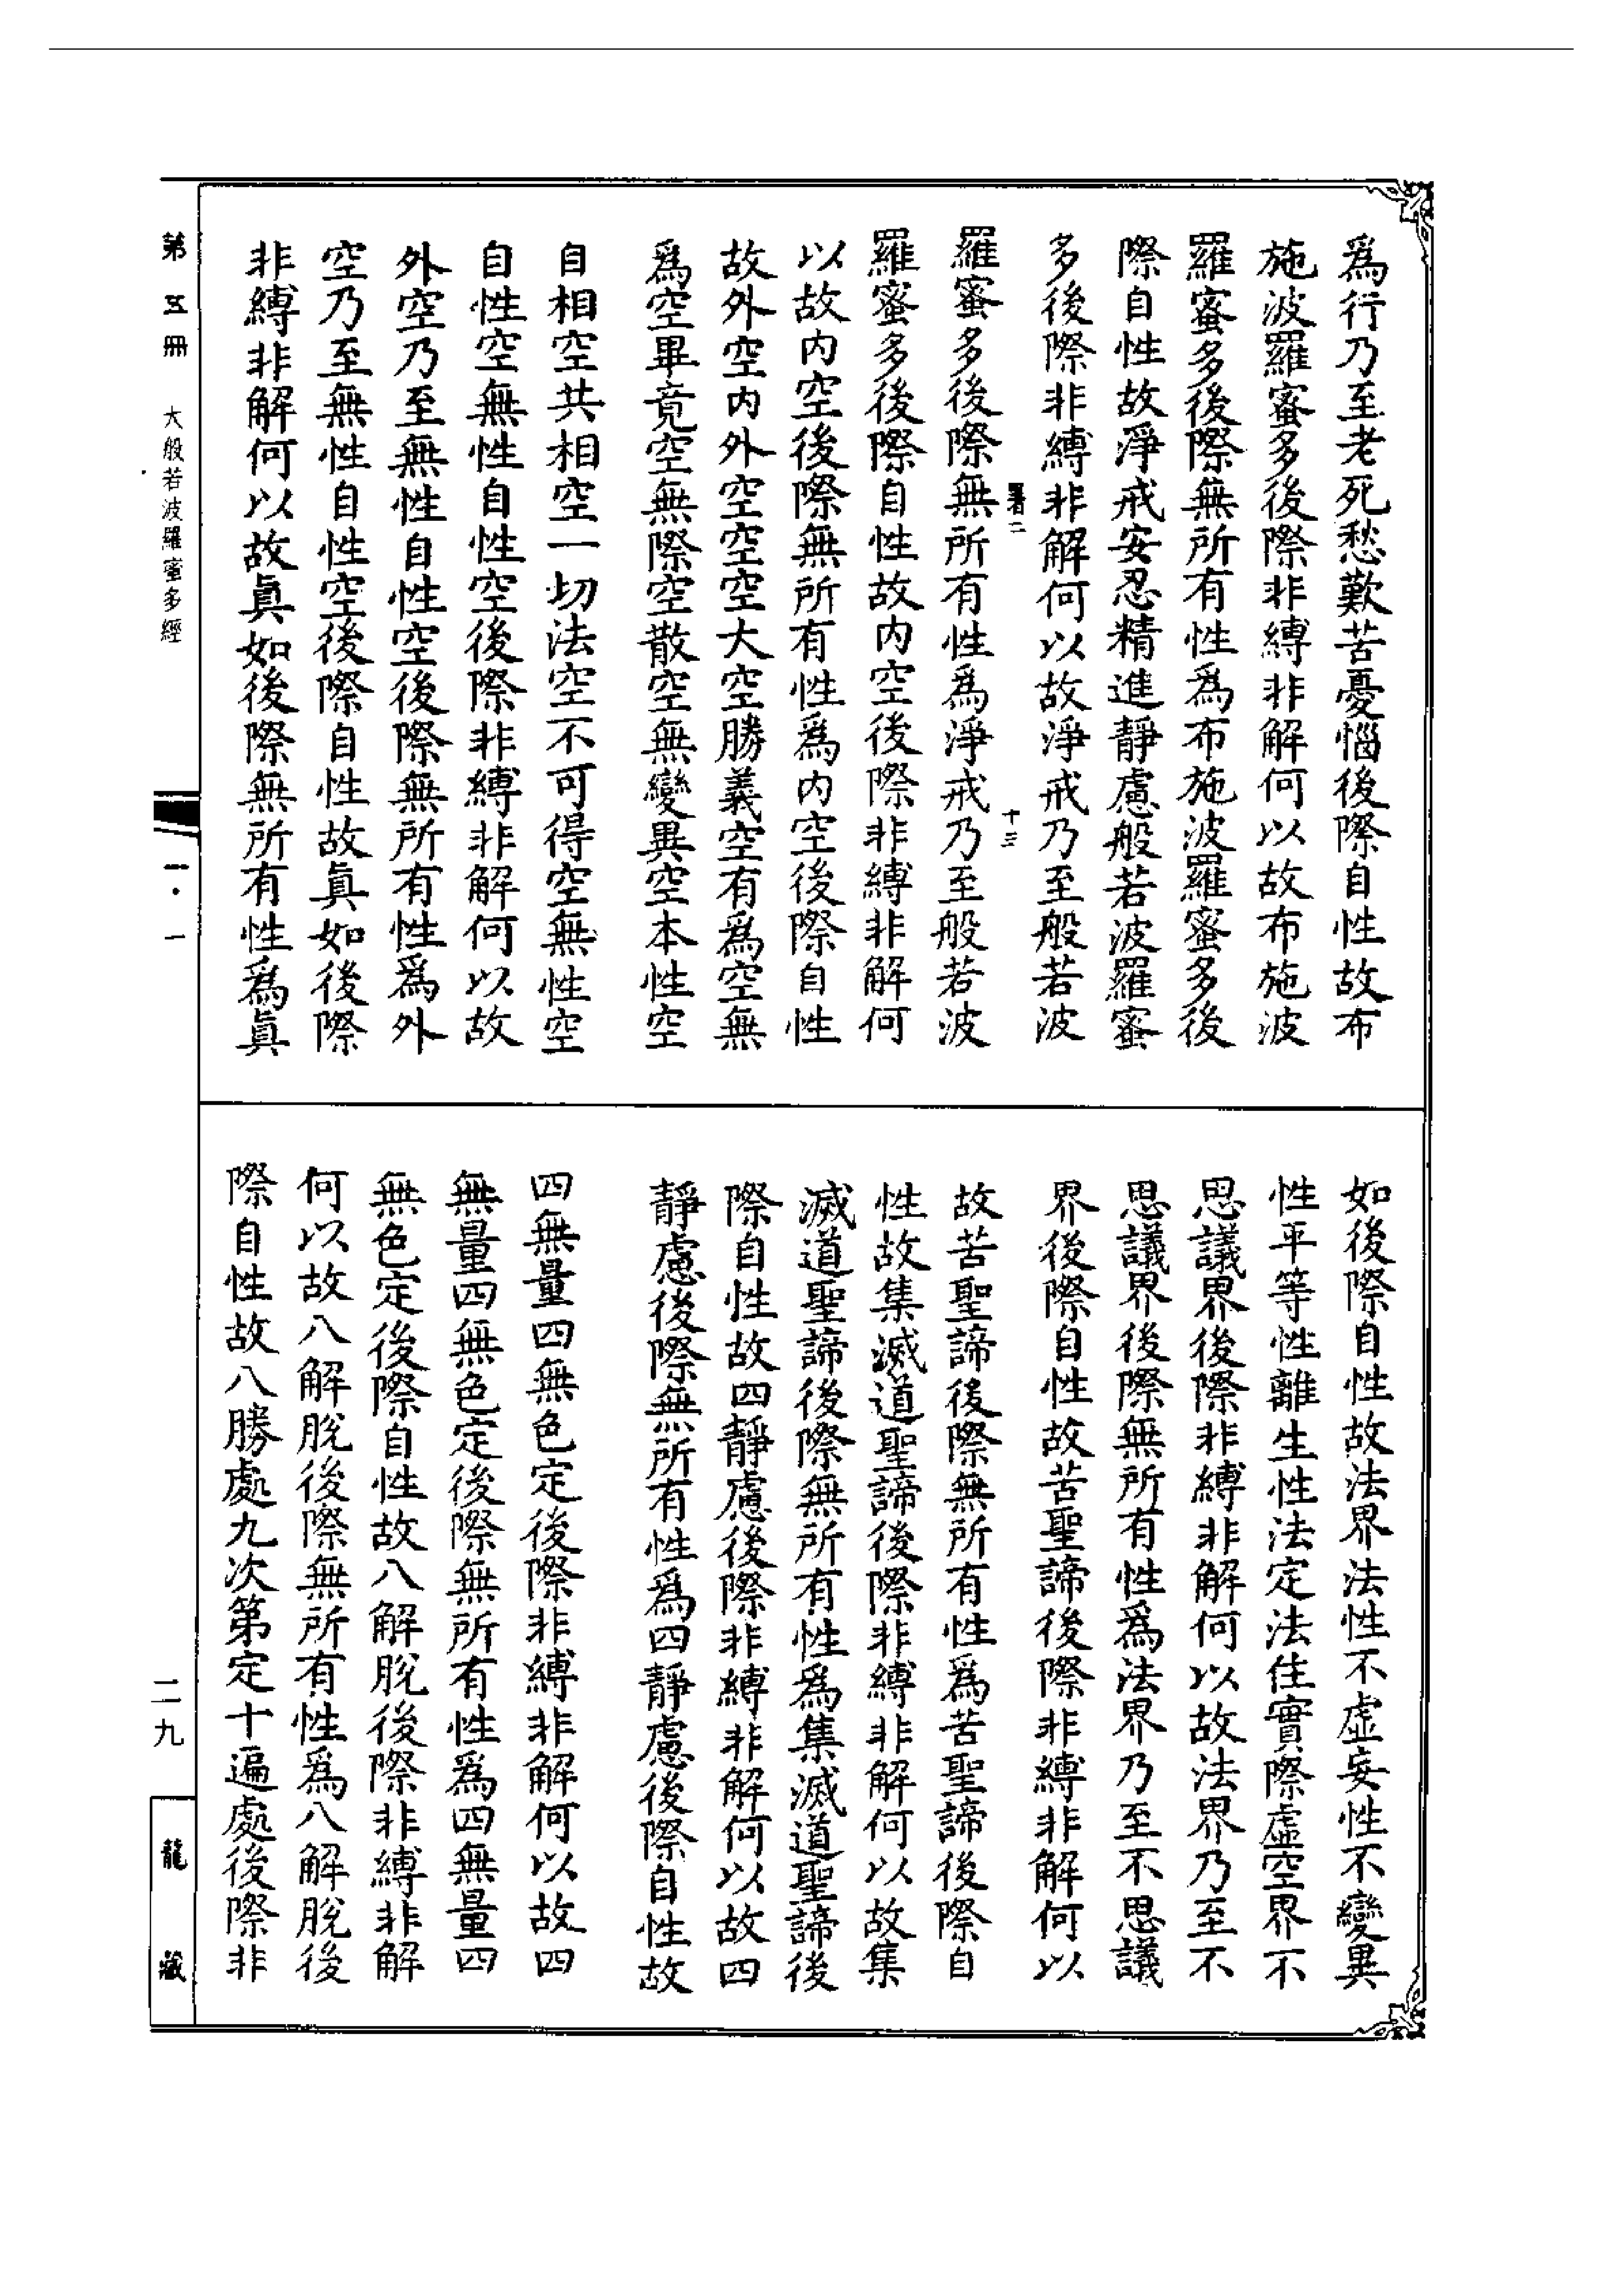 爲行乃至老死愁歎苦憂惱後際自性故布
施波羅蜜多後際非縛非解何以故布施波
羅蜜多後際無所有性爲布施波羅蜜多後
際自性故淨戒安忍精進靜慮般若波羅蜜
多後際非縛非解何以故淨戒乃至般若波
十三
羅蜜多後際無所有性爲淨戒乃至般若波
羅蜜多後際自性故内空後際非縛非解何
以故内空後際無所有性爲内空後際自性
故外空内外空空空大空勝義空有爲空無
爲空畢竟空無際空散空無變異空本性空
自相空共相空一切法空不可得空無性空
自性空無性自性空後際非縛非解何以故
外空乃至無性自性空後際無所有性爲外
空乃至無性自性空後際自性故眞如後際
非縛非解何以故眞如後際無所有性爲眞
如後際自性故法界法性不虛妄性不變異
性平等性離生性法定法住實際虛空界不
思議界後際非縛非解何以故法界乃至不
思議界後際無所有性爲法界乃至不思議
界後際自性故苦聖諦後際非縛非解何以
故苦聖諦後際無所有性爲苦聖諦後際自
性故集滅道聖諦後際非縛非解何以故集
滅道聖諦後際無所有性爲集滅道聖諦後
際自性故四靜慮後際非縛非解何以故四
靜慮後際無所有性爲四靜慮後際自性故
四無量四無色定後際非縛非解何以故四
無量四無色定後際無所有性爲四無量四
無色定後際自性故八解脫後際非縛非解
何以故八解脫後際無所有性爲八解脫後
際自性故八勝處九次第定十遍處後際非
第五冊 大般若波羅蜜多經 一·一
二九
龍藏